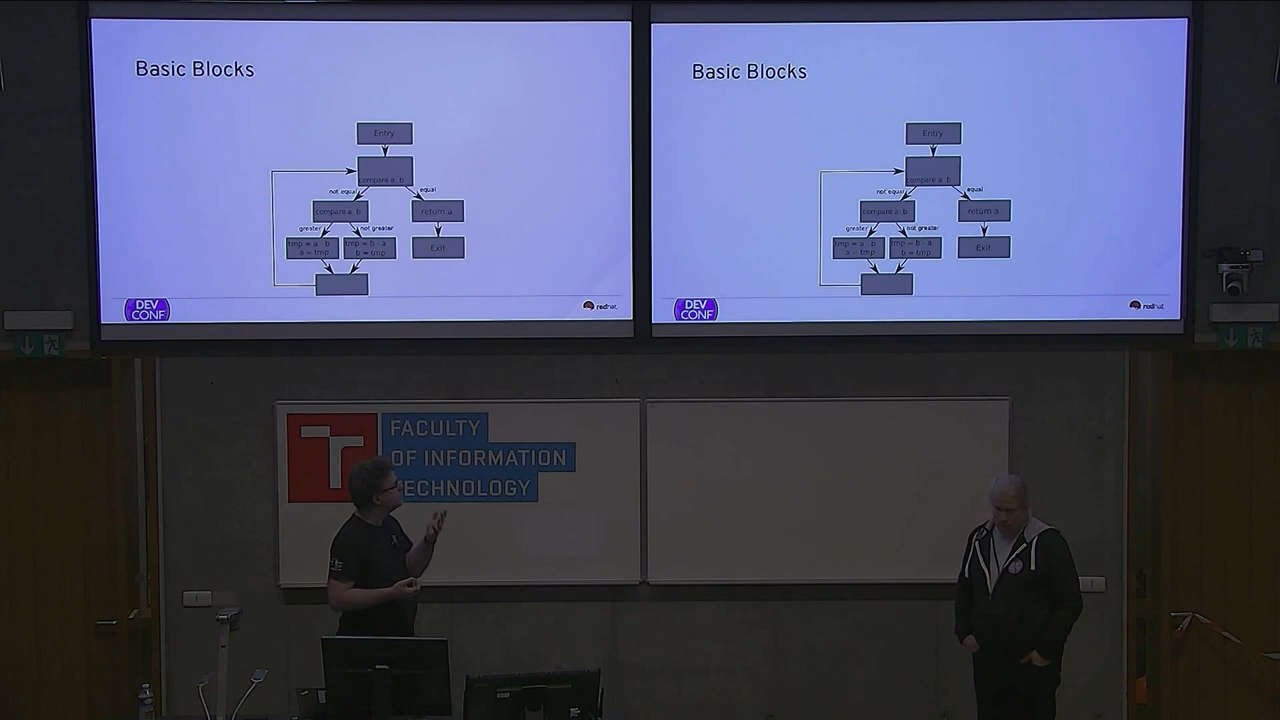 Basic Blocks
Entry
compare a, b
not equal
equal
compare a, b
return a
greater
not greater
tmp = a - b
a = tmp
tmp = b - a
b = tmp
Exit
DEV
CONF
redhat.
Basic Blocks
Entry
compare a, b
not equal
equal
compare a, b
return a
greater
not greater
tmp = a - b
a = tmp
tmp = b - a
b = tmp
Exit
DEV
CONF
redhat.
FACULTY
OF INFORMATION
TECHNOLOGY